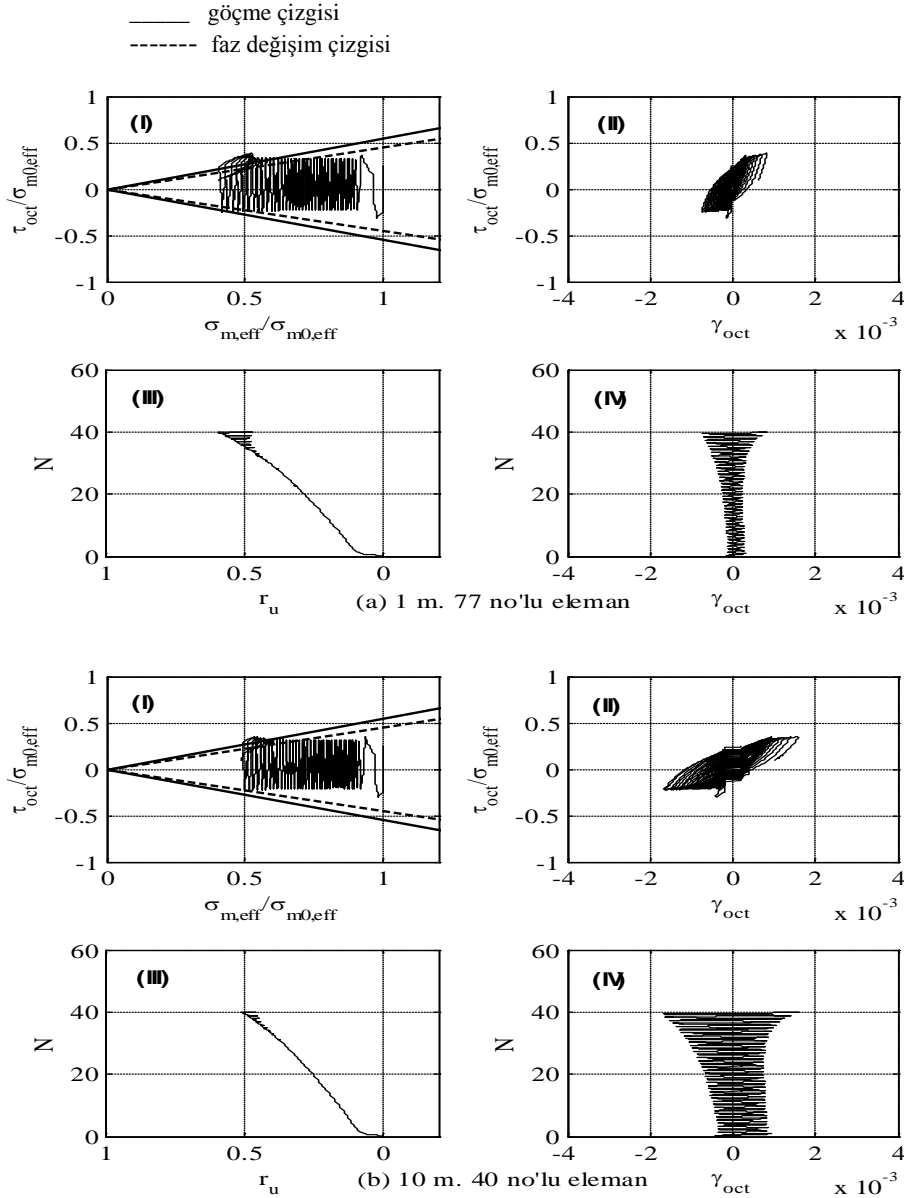 _____ göçme çizgisi
--------- faz değişim çizgisi
(I)
1
0.5
0
-0.5
-1
τoct/σm0,eff
0
0.5
1
σm,eff/σm0,eff
(II)
1
0.5
0
-0.5
-1
τoct/σm0,eff
-4
-2
0
2
4
γoct
x 10-3
(III)
60
40
20
0
N
1
0.5
0
ru
(IV)
60
40
20
0
N
-4
-2
0
2
4
γoct
x 10-3
(a) 1 m. 77 no'lu eleman
(I)
1
0.5
0
-0.5
-1
τoct/σm0,eff
0
0.5
1
σm,eff/σm0,eff
(II)
1
0.5
0
-0.5
-1
τoct/σm0,eff
-4
-2
0
2
4
γoct
x 10-3
(III)
60
40
20
0
N
1
0.5
0
ru
(IV)
60
40
20
0
N
-4
-2
0
2
4
γoct
x 10-3
(b) 10 m. 40 no'lu eleman